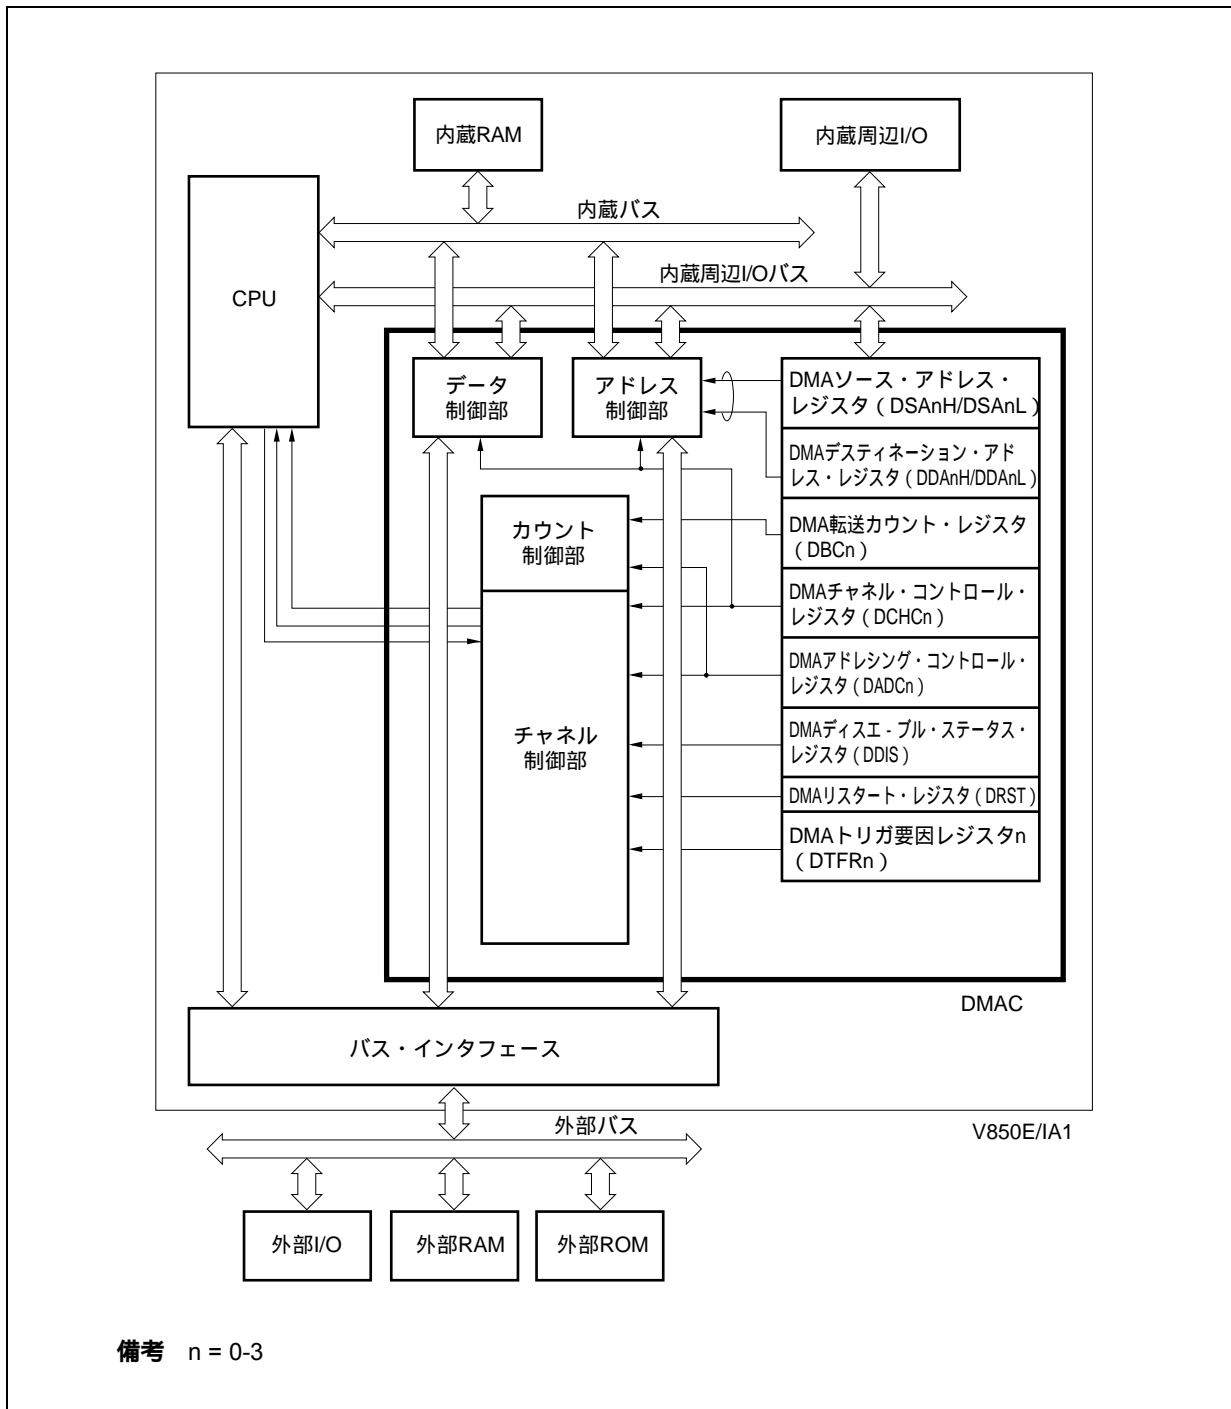 内蔵RAM
内蔵周辺I/O
内蔵バス
内蔵周辺I/Oバス
CPU
データ
制御部
アドレス
制御部
DMAソース・アドレス・
レジスタ（DSAnH/DSAnL）
DMAデスティネーション・アド
レス・レジスタ（DDAnH/DDAnL）
カウント
制御部
DMA転送カウント・レジスタ
（DBCn）
DMAチャネル・コントロール・
レジスタ（DCHCn）
DMAアドレシング・コントロール・
レジスタ（DADCn）
チャネル
制御部
DMAディスエ-ブル・ステータス・
レジスタ（DDIS）
DMAリスタート・レジスタ（DRST）
DMAトリガ要因レジスタn
（DTFRn）
DMAC
バス・インタフェース
V850E/IA1
外部バス
外部I/O
外部RAM
外部ROM
備考 n = 0-3